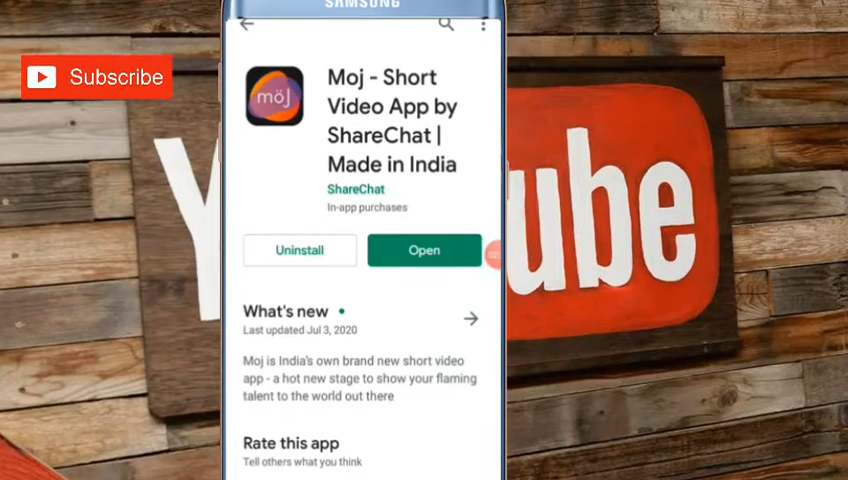 SAMSUNG
Subscribe
möj
Moj - Short
Video App by
ShareChat |
Made in India
ShareChat
In-app purchases
Uninstall
Open
What's new
Last updated Jul 3, 2020
Moj is India's own brand new short video
app - a hot new stage to show your flaming
talent to the world out there
Rate this app
Tell others what you think
Y
ube